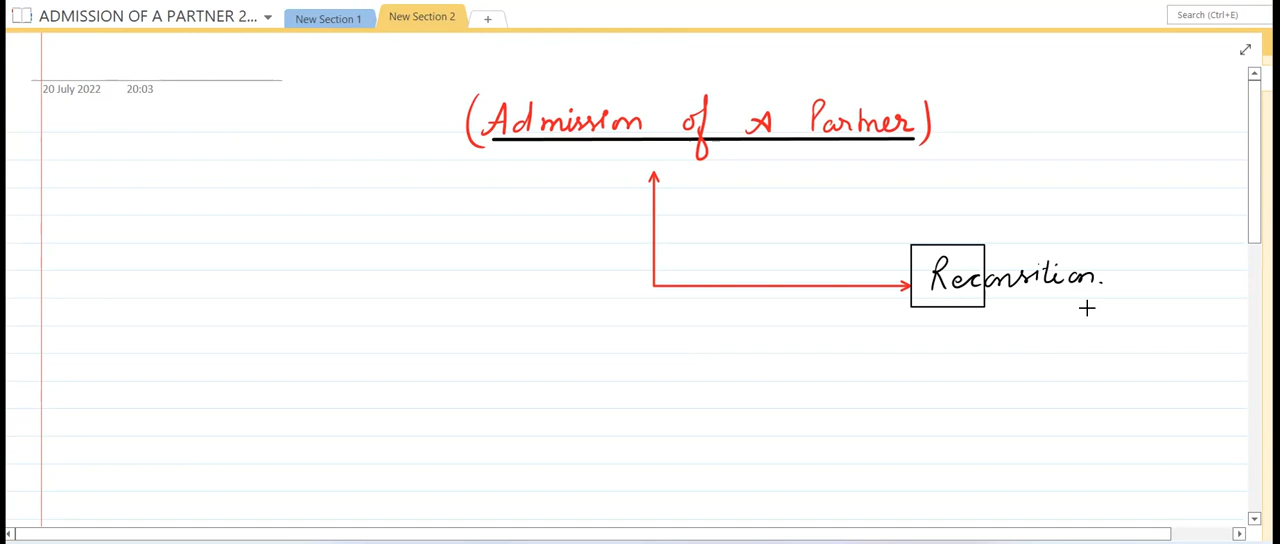 ADMISSION OF A PARTNER 2...
New Section 1
New Section 2
+
Search (Ctrl+E)
20 July 2022 20:03
(Admission of A Partner)
Reconsition.